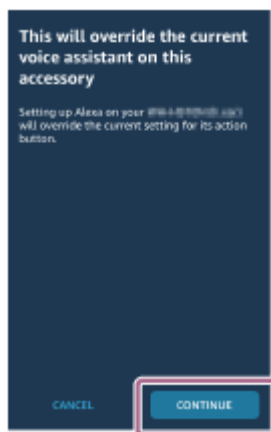 This will override the current
voice assistant on this
accessory
Setting up Alexa on your
will override the current setting for its action
button.
CANCEL
CONTINUE